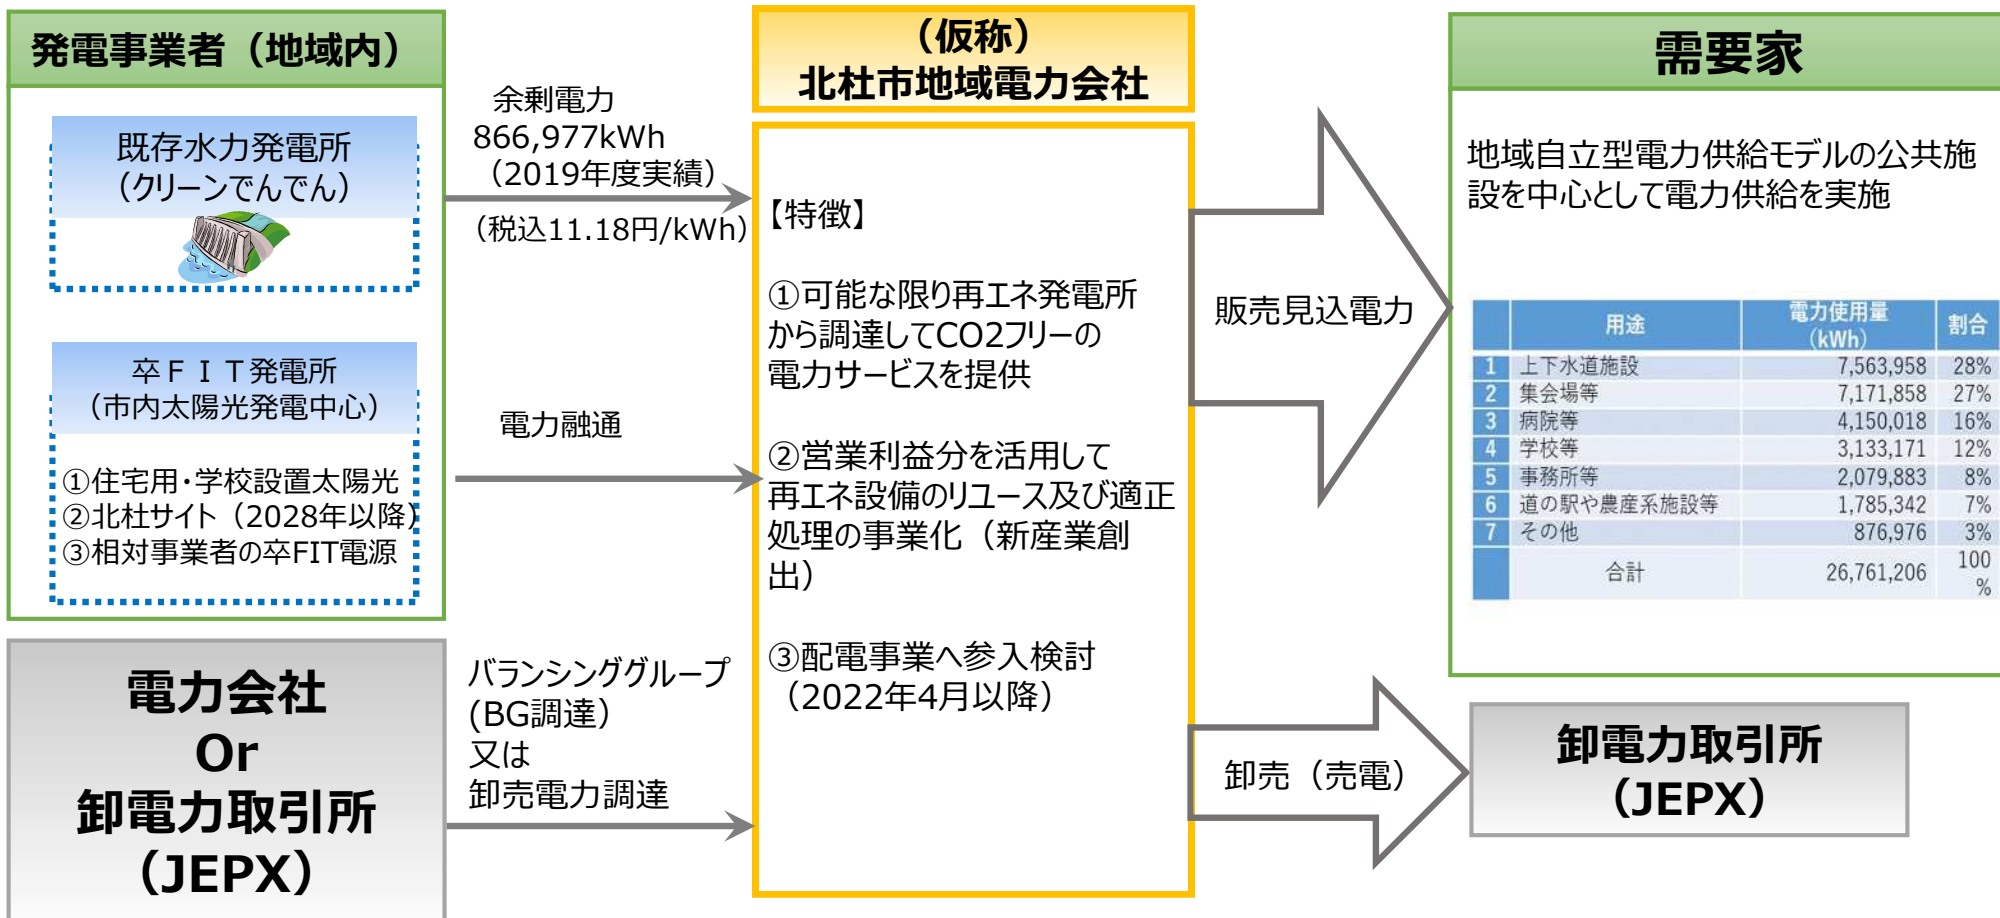 発電事業者（地域内）
既存水力発電所
（クリーンでんでん）
卒ＦＩＴ発電所
（市内太陽光発電中心）
①住宅用・学校設置太陽光
②北杜サイト（2028年以降）
③相対事業者の卒FIT電源
電力会社
Or
卸電力取引所
（JEPX）
余剰電力
866,977kWh
（2019年度実績）
（税込11.18円/kWh）
電力融通
バランシンググループ
(BG調達）
又は
卸売電力調達
（仮称）
北杜市地域電力会社
【特徴】
①可能な限り再エネ発電所
から調達してCO2フリーの
電力サービスを提供
②営業利益分を活用して
再エネ設備のリユース及び適正
処理の事業化（新産業創
出）
③配電事業へ参入検討
（2022年4月以降）
販売見込電力
卸売（売電）
需要家
地域自立型電力供給モデルの公共施
設を中心として電力供給を実施
用途 電力使用量（kWh） 割合
1 上下水道施設 7,563,958 28%
2 集会場等 7,171,858 27%
3 病院等 4,150,018 16%
4 学校等 3,133,171 12%
5 事務所等 2,079,883 8%
6 道の駅や農産系施設等 1,785,342 7%
7 その他 876,976 3%
合計 26,761,206 100%
卸電力取引所
（JEPX）